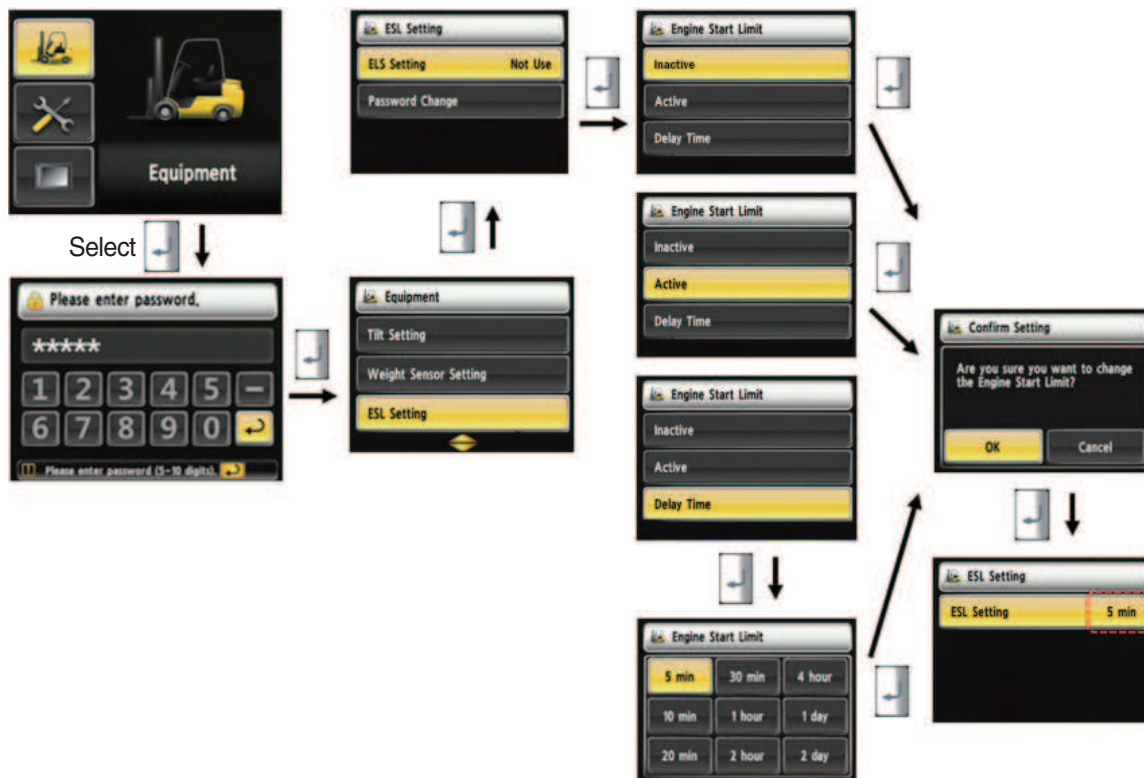 Equipment
Select
Please enter password.
*****
1 2 3 4 5 –
6 7 8 9 0
Please enter password (5-10 digits).
Equipment
Tilt Setting
Weight Sensor Setting
ESL Setting
ESL Setting
ELS Setting Not Use
Password Change
Engine Start Limit
Inactive
Active
Delay Time
Engine Start Limit
Inactive
Active
Delay Time
Engine Start Limit
Inactive
Active
Delay Time
Engine Start Limit
5 min 30 min 4 hour
10 min 1 hour 1 day
20 min 2 hour 2 day
Confirm Setting
Are you sure you want to change
the Engine Start Limit?
OK Cancel
ESL Setting
ESL Setting 5 min